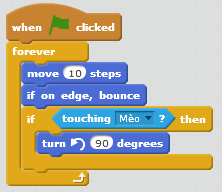 when clicked
forever
move 10 steps
if on edge, bounce
if touching Mèo ? then
turn 90 degrees